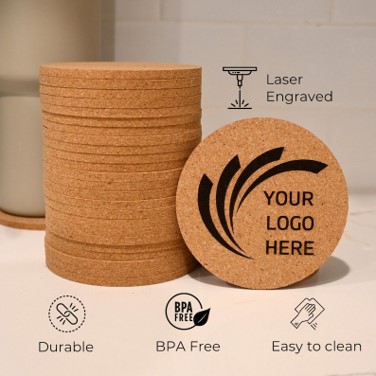 Laser
Engraved
YOUR
LOGO
HERE
BPA
FREE
Durable
BPA Free
Easy to clean